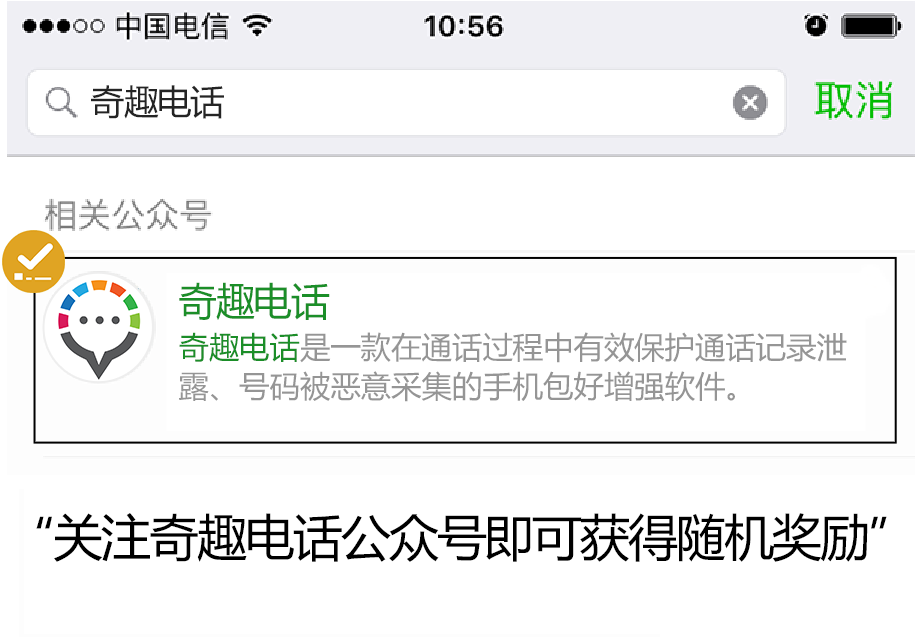 中国电信 10:56
奇趣电话 取消
相关公众号
奇趣电话
奇趣电话是一款在通话过程中有效保护通话记录泄
露、号码被恶意采集的手机包好增强软件。
“关注奇趣电话公众号即可获得随机奖励”